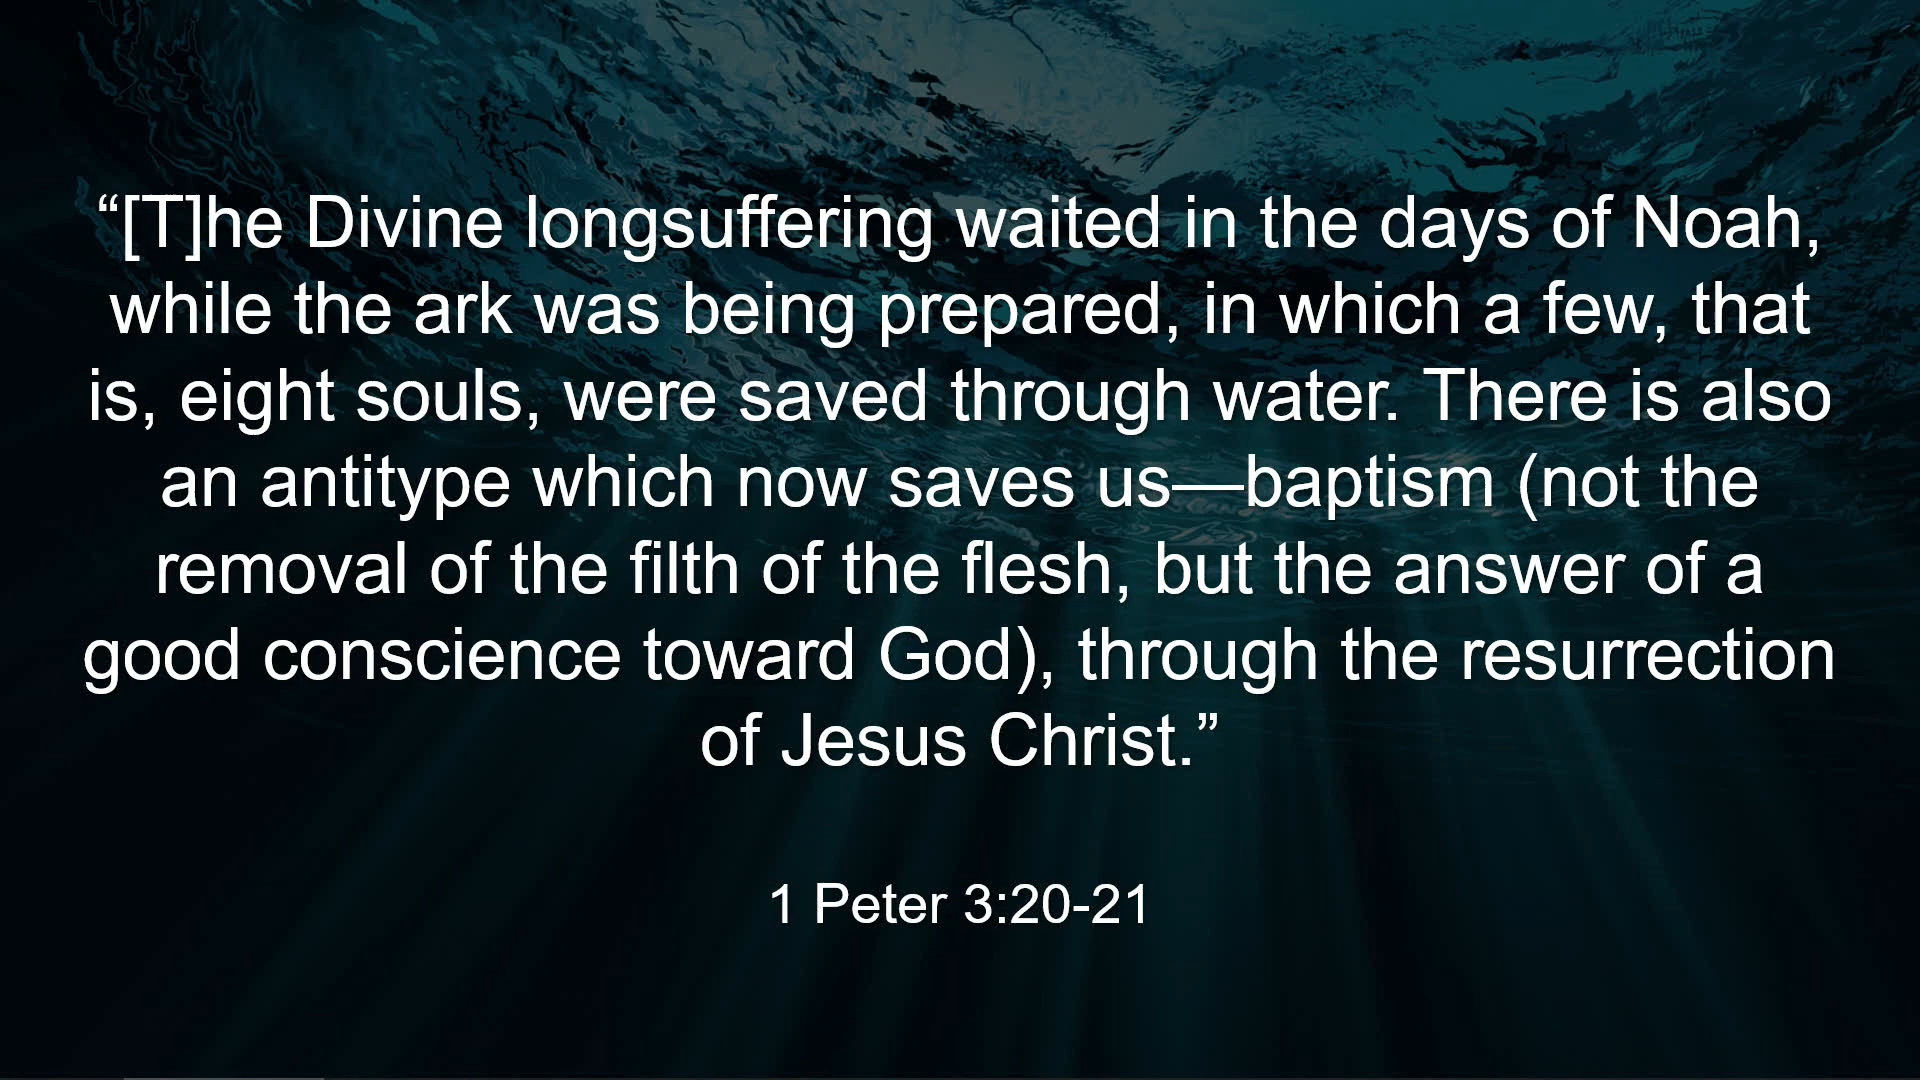 “[T]he Divine longsuffering waited in the days of Noah,
while the ark was being prepared, in which a few, that
is, eight souls, were saved through water. There is also
an antitype which now saves us—baptism (not the
removal of the filth of the flesh, but the answer of a
good conscience toward God), through the resurrection
of Jesus Christ.”
1 Peter 3:20-21